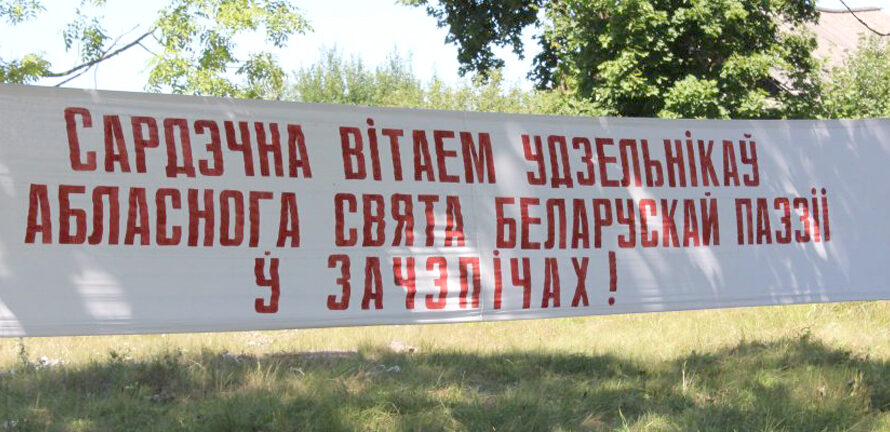 САРДЭЧНА ВІТАЕМ УДЗЕЛЬНІКАЎ
АБЛАСНОГА СВЯТА БЕЛАРУСКАЙ ПАЭЗІІ
Ў ЗАЧЭПІЧАХ!